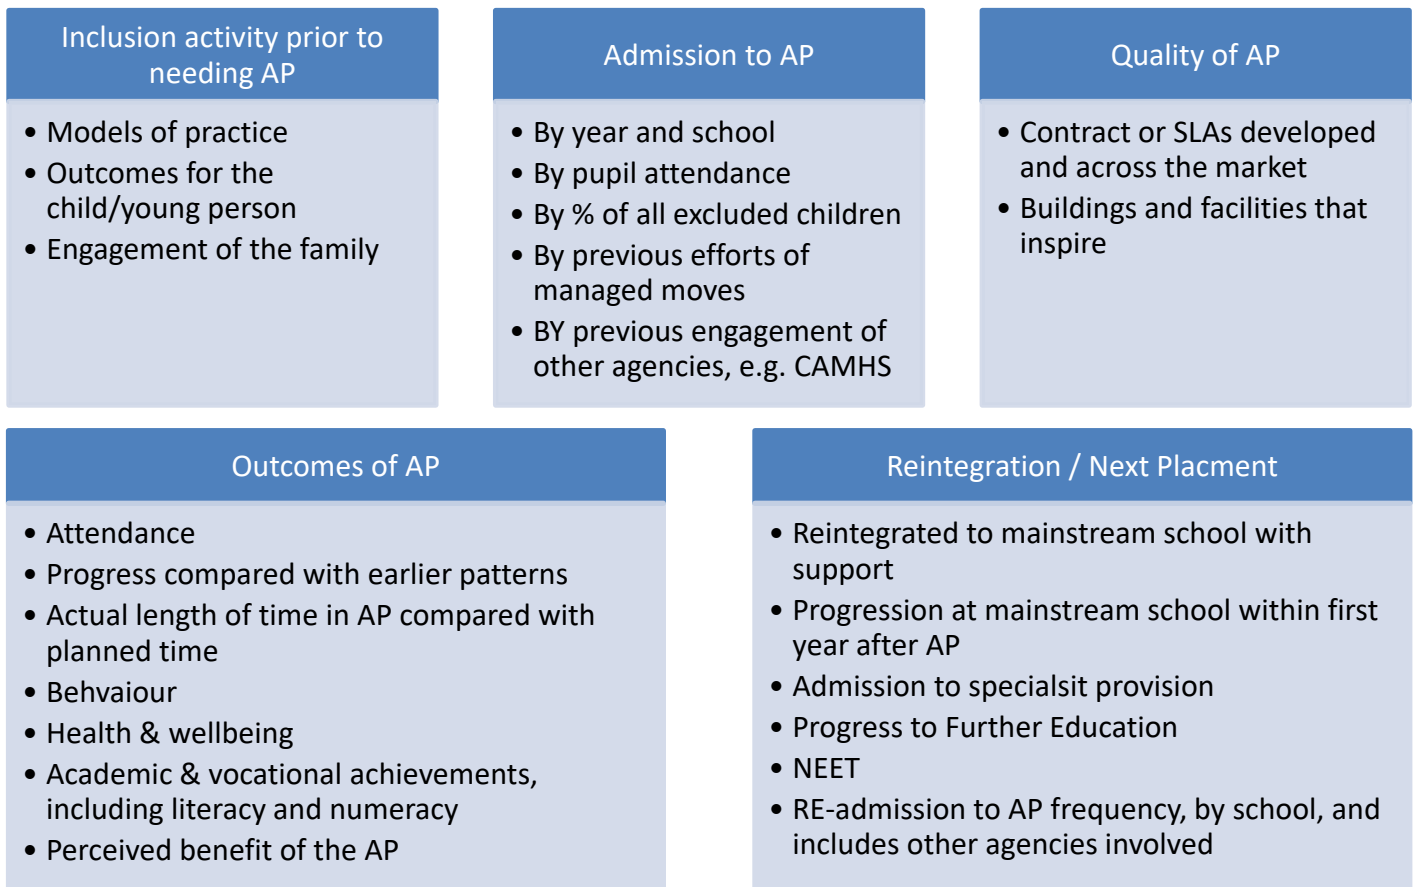 Inclusion activity prior to
needing AP
• Models of practice
• Outcomes for the
child/young person
• Engagement of the family
Admission to AP
• By year and school
• By pupil attendance
• By % of all excluded children
• By previous efforts of
managed moves
• BY previous engagement of
other agencies, e.g. CAMHS
Quality of AP
• Contract or SLAs developed
and across the market
• Buildings and facilities that
inspire
Outcomes of AP
• Attendance
• Progress compared with earlier patterns
• Actual length of time in AP compared with
planned time
• Behvaiour
• Health & wellbeing
• Academic & vocational achievements,
including literacy and numeracy
• Perceived benefit of the AP
Reintegration / Next Placment
• Reintegrated to mainstream school with
support
• Progression at mainstream school within first
year after AP
• Admission to specialsit provision
• Progress to Further Education
• NEET
• RE-admission to AP frequency, by school, and
includes other agencies involved